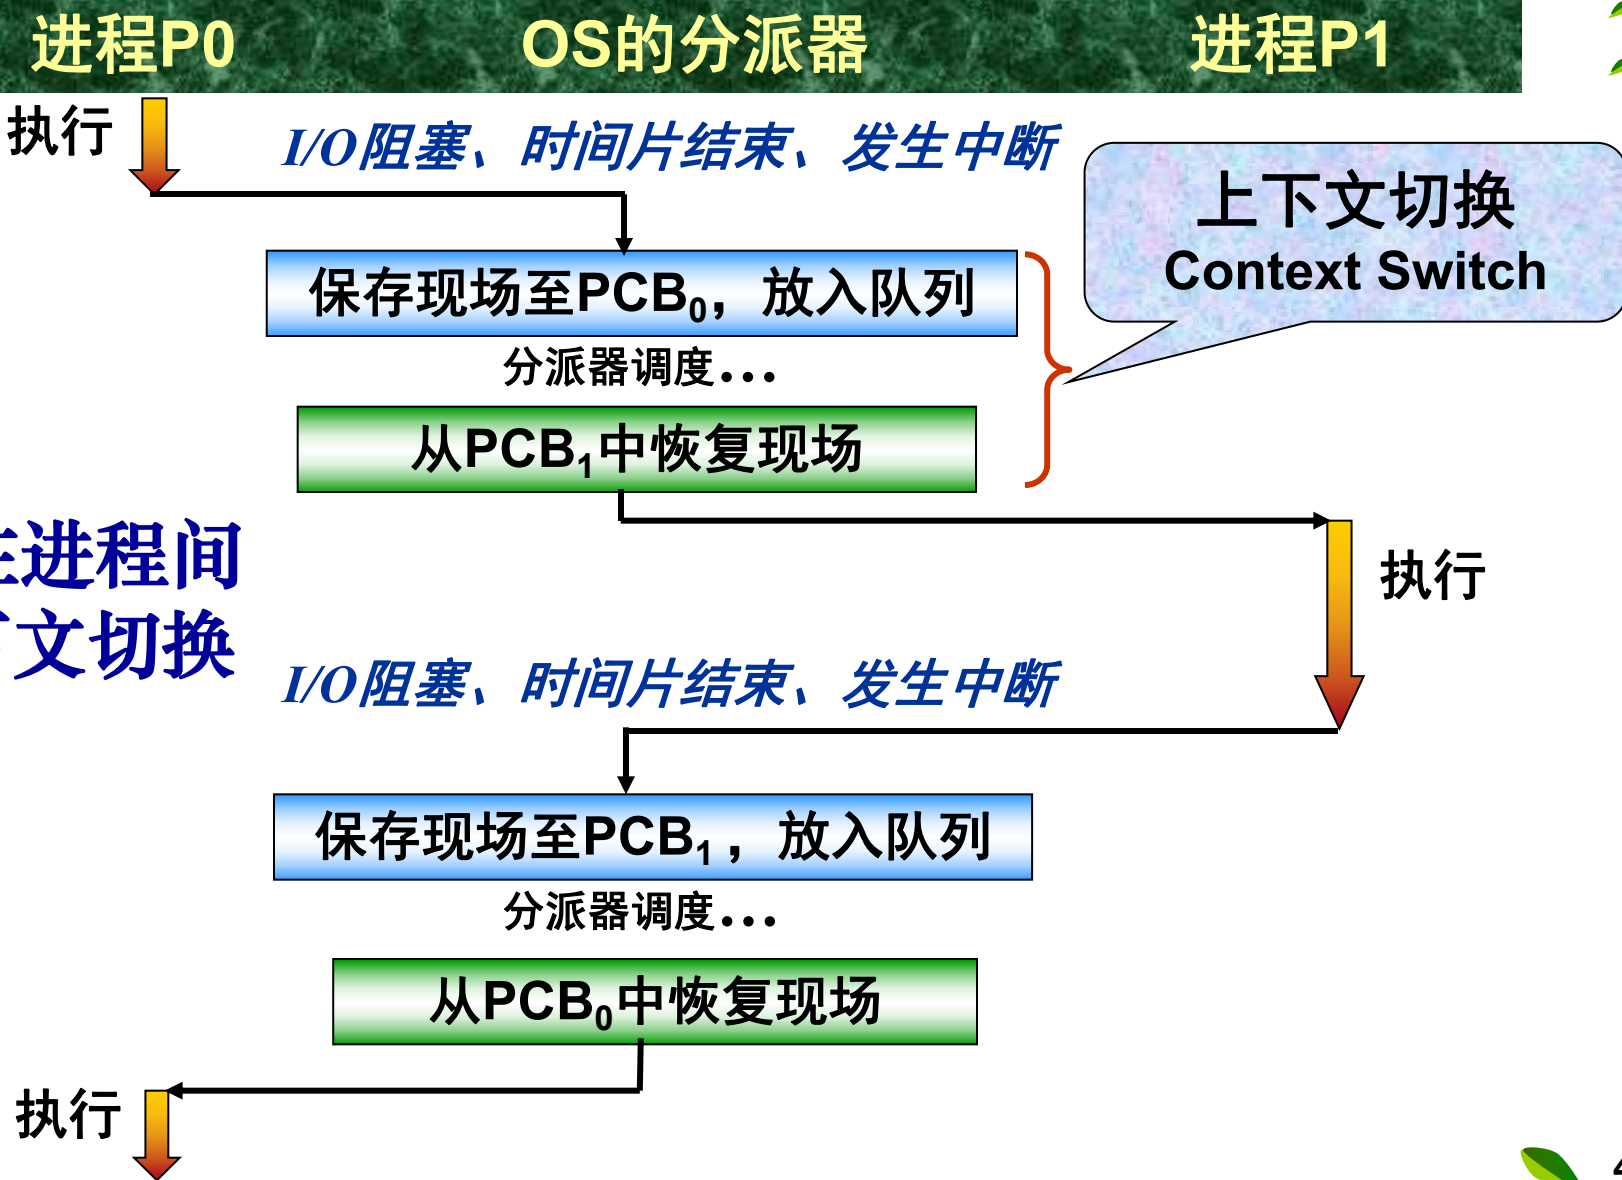 进程P0 OS的分派器 进程P1
执行
I/O阻塞、时间片结束、发生中断
上下文切换
Context Switch
保存现场至PCB₀，放入队列
分派器调度...
从PCB₁中恢复现场
进程间
文切换
执行
I/O阻塞、时间片结束、发生中断
保存现场至PCB₁，放入队列
分派器调度...
从PCB₀中恢复现场
执行